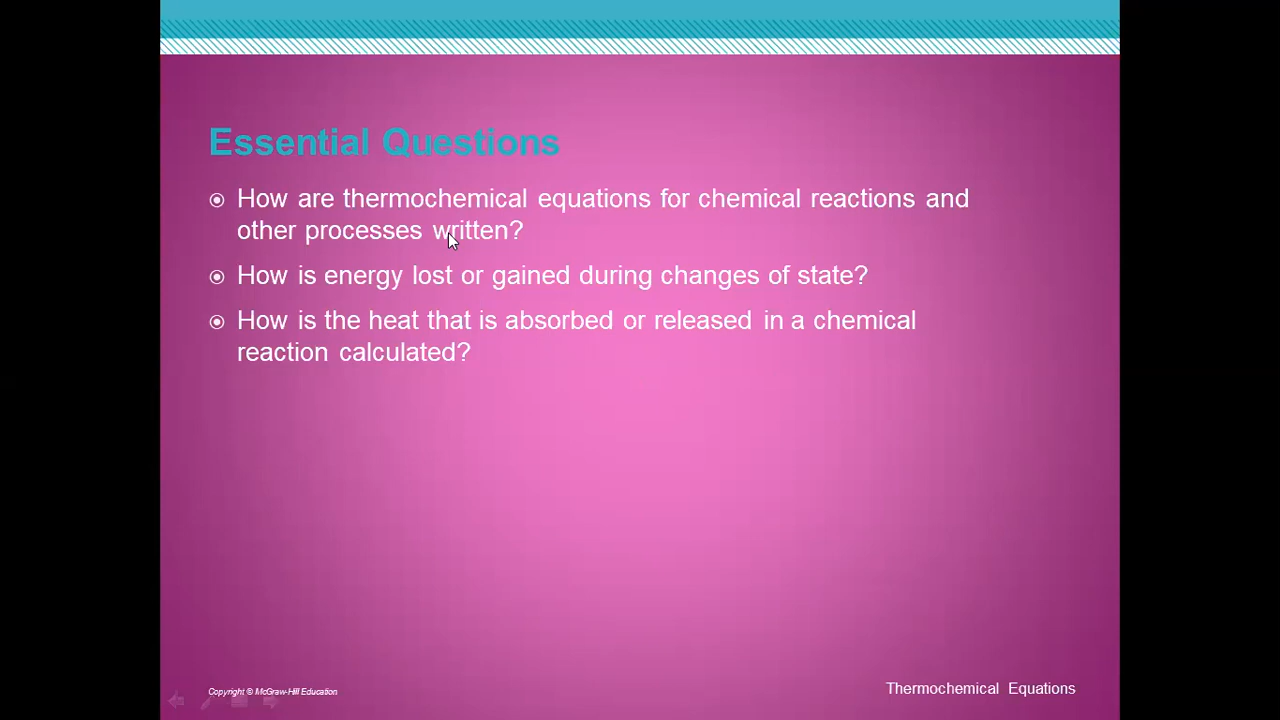 Essential Questions
How are thermochemical equations for chemical reactions and
other processes written?
How is energy lost or gained during changes of state?
How is the heat that is absorbed or released in a chemical
reaction calculated?
Copyright © McGraw-Hill Education
Thermochemical Equations